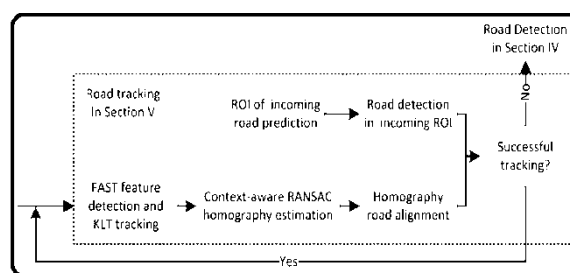 Road Detection
in Section IV
Road tracking
In Section V
ROI of incoming
road prediction
Road detection
in incoming ROI
No
Successful
tracking?
FAST feature
detection and
KLT tracking
Context-aware RANSAC
homography estimation
Homography
road alignment
Yes